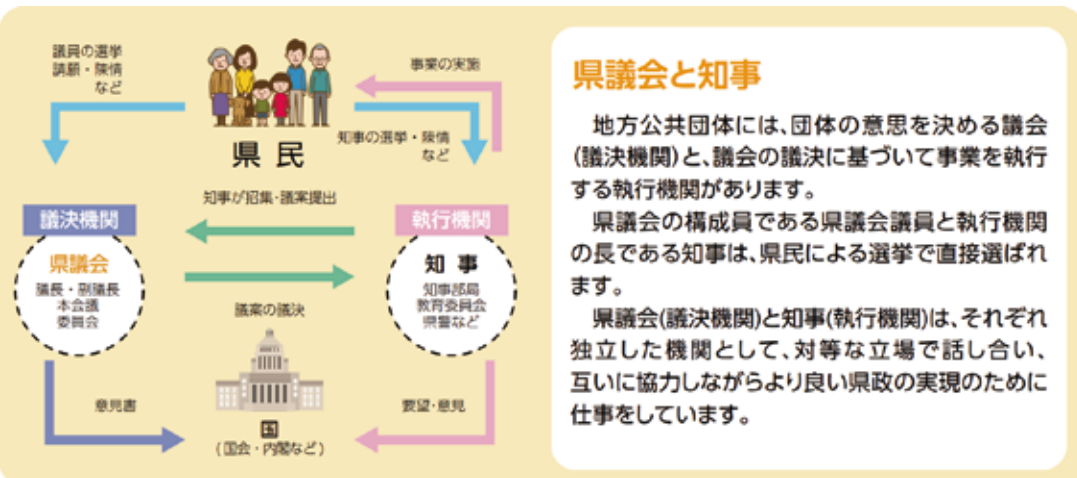 議員の選挙
請願・陳情
など
事業の実施
県民
知事の選挙・陳情
など
知事が招集・議案提出
議決機関
執行機関
県議会
議長・副議長
本会議
委員会
知事
知事部局
教育委員会
県警など
議案の議決
意見書
要望・意見
国
(国会・内閣など)
県議会と知事
地方公共団体には、団体の意思を決める議会
(議決機関)と、議会の議決に基づいて事業を執行
する執行機関があります。
県議会の構成員である県議会議員と執行機関
の長である知事は、県民による選挙で直接選ばれ
ます。
県議会(議決機関)と知事(執行機関)は、それぞれ
独立した機関として、対等な立場で話し合い、
互いに協力しながらより良い県政の実現のために
仕事をしています。